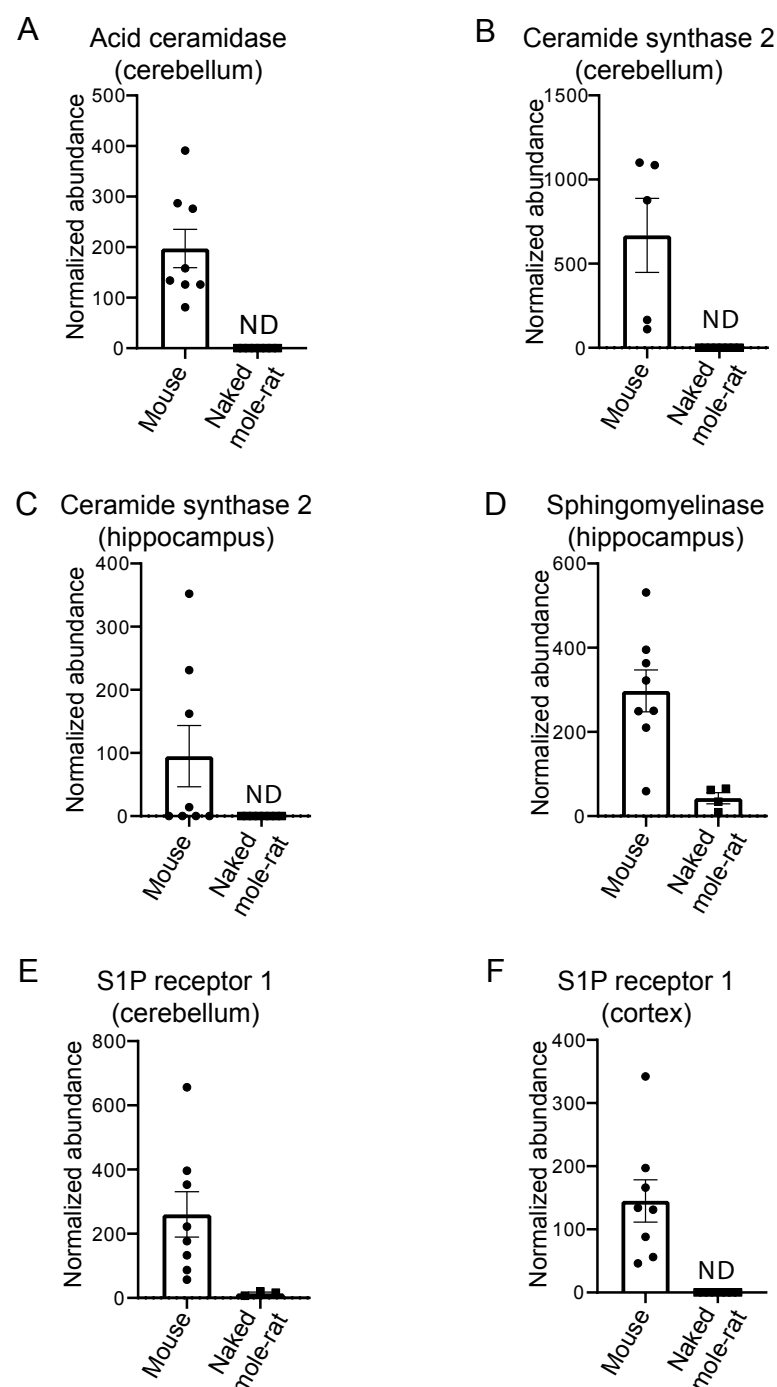 A
Acid ceramidase
(cerebellum)
Normalized abundance
500
400
300
200
100
0
ND
Mouse
Naked
mole-rat
B
Ceramide synthase 2
(cerebellum)
Normalized abundance
1500
1000
500
0
ND
Mouse
Naked
mole-rat
C
Ceramide synthase 2
(hippocampus)
Normalized abundance
400
300
200
100
0
ND
Mouse
Naked
mole-rat
D
Sphingomyelinase
(hippocampus)
Normalized abundance
600
400
300
600
0
Mouse
Naked
mole-rat
E
S1P receptor 1
(cerebellum)
Normalized abundance
800
600
400
200
0
Mouse
Naked
mole-rat
F
S1P receptor 1
(cortex)
Normalized abundance
400
300
200
100
0
ND
Mouse
Naked
mole-rat